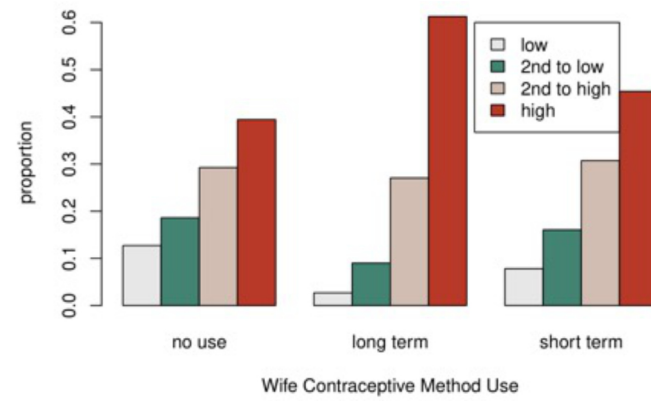 0.6
0.5
0.4
0.3
0.2
0.1
0.0
proportion
low
2nd to low
2nd to high
high
no use
long term
short term
Wife Contraceptive Method Use